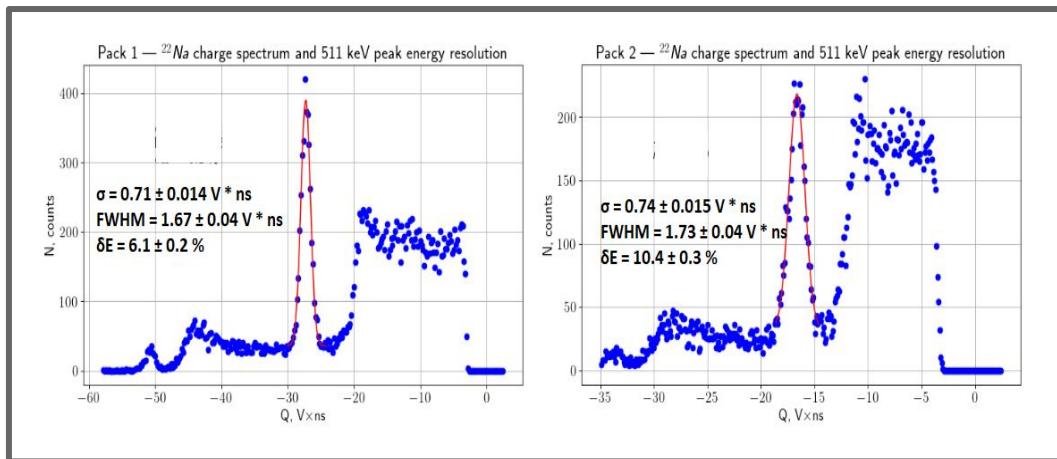 Pack 1 — ²²Na charge spectrum and 511 keV peak energy resolution
400
300
200
100
0
N, counts
σ = 0.71 ± 0.014 V * ns
FWHM = 1.67 ± 0.04 V * ns
δE = 6.1 ± 0.2 %
−60 −50 −40 −30 −20 −10 0
Q, V×ns
Pack 2 — ²²Na charge spectrum and 511 keV peak energy resolution
200
150
100
50
0
N, counts
σ = 0.74 ± 0.015 V * ns
FWHM = 1.73 ± 0.04 V * ns
δE = 10.4 ± 0.3 %
−35 −30 −25 −20 −15 −10 −5 0
Q, V×ns